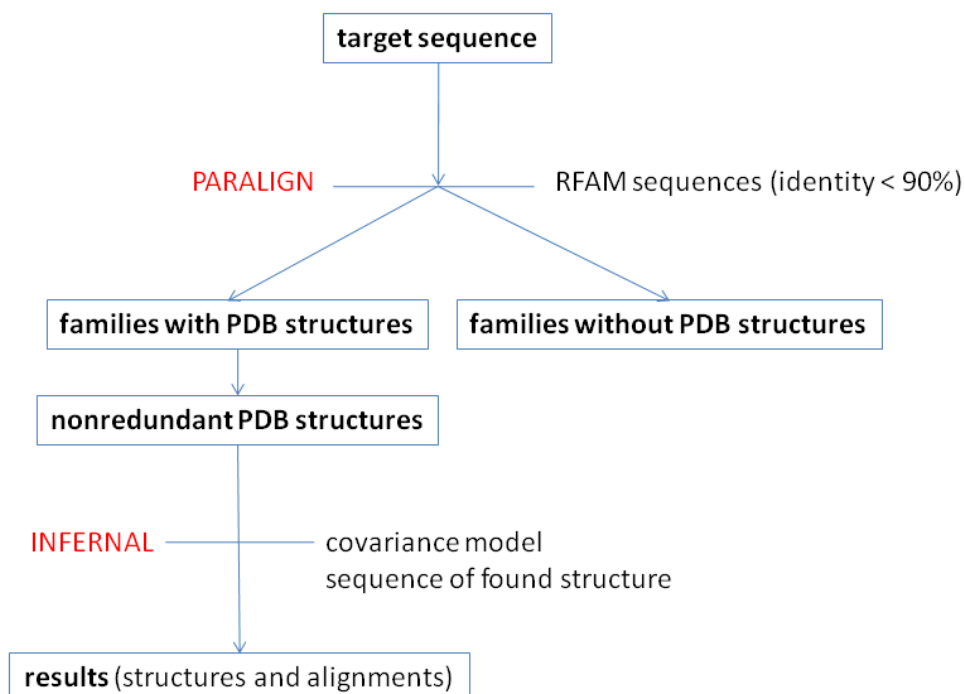 target sequence
PARALIGN
RFAM sequences (identity < 90%)
families with PDB structures
families without PDB structures
nonredundant PDB structures
INFERNAL
covariance model
sequence of found structure
results (structures and alignments)